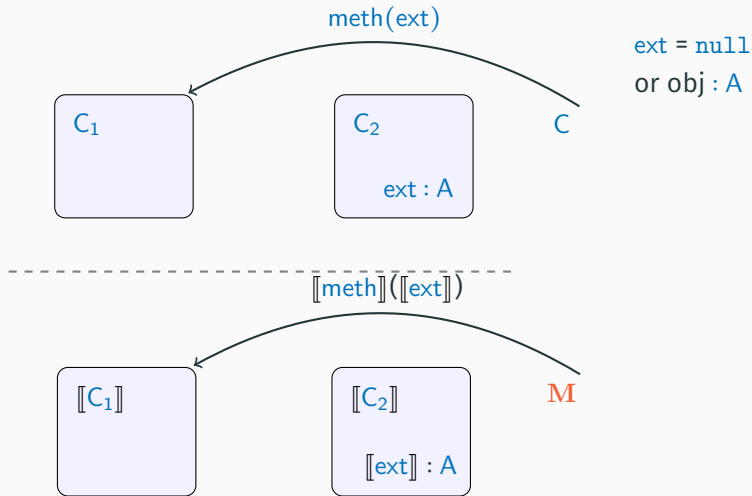 meth(ext)
ext = null
or obj : A
C₁
C₂
C
ext : A
⟦meth⟧(⟦ext⟧)
⟦C₁⟧
⟦C₂⟧
M
⟦ext⟧ : A